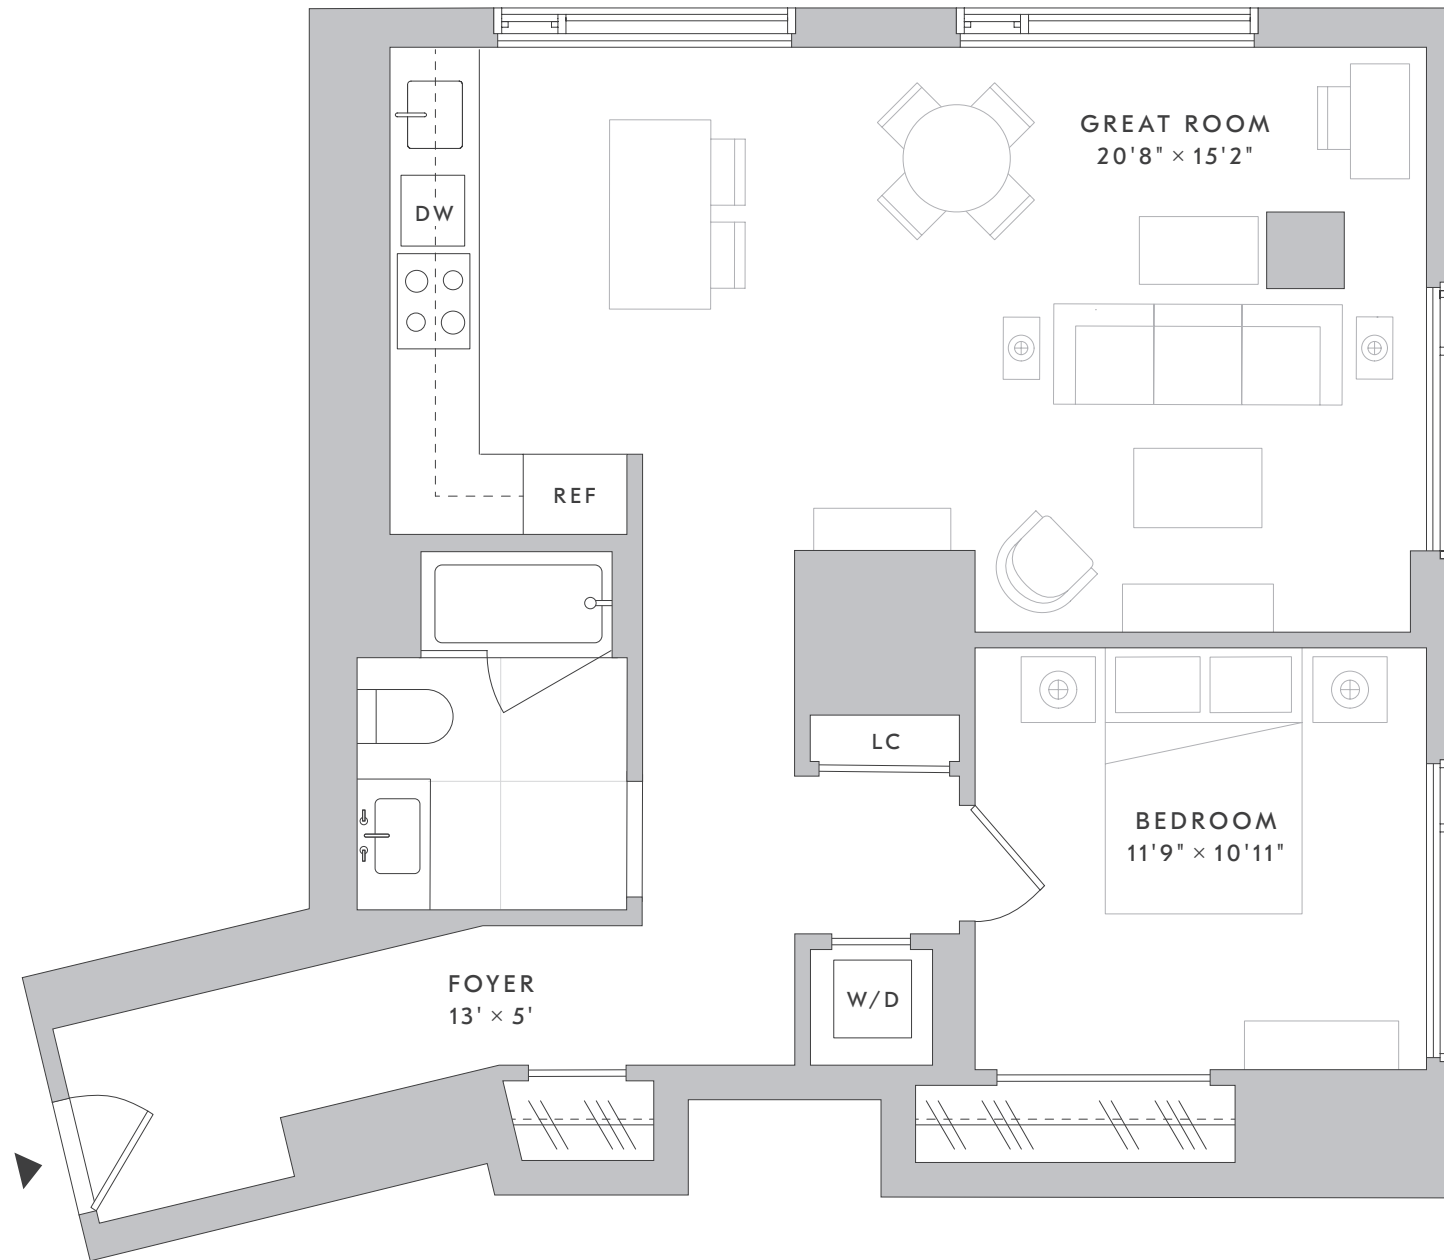 GREAT ROOM
20'8" × 15'2"
DW
REF
LC
BEDROOM
11'9" × 10'11"
FOYER
13' × 5'
W/D